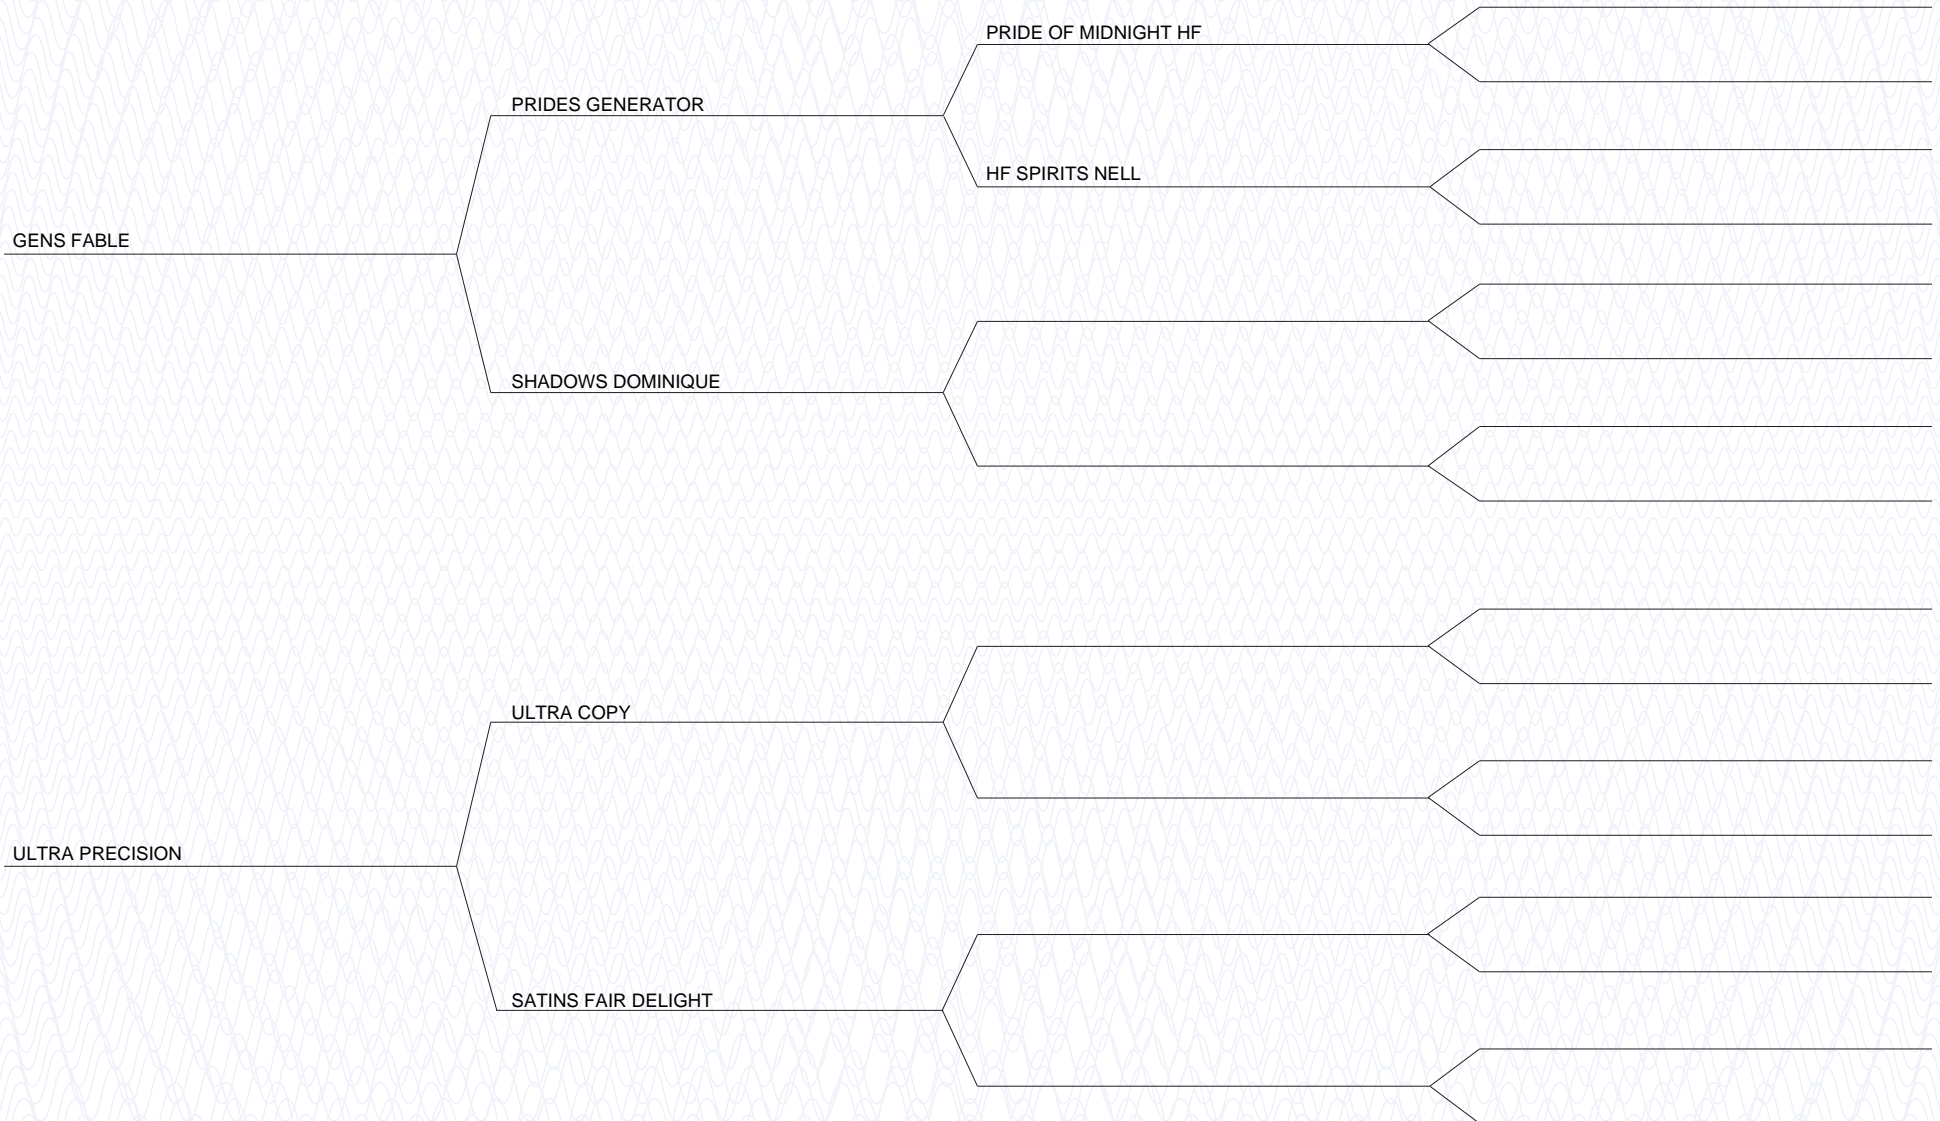 PRIDE OF MIDNIGHT HF
PRIDES GENERATOR
HF SPIRITS NELL
GENS FABLE
SHADOWS DOMINIQUE
ULTRA COPY
ULTRA PRECISION
SATINS FAIR DELIGHT